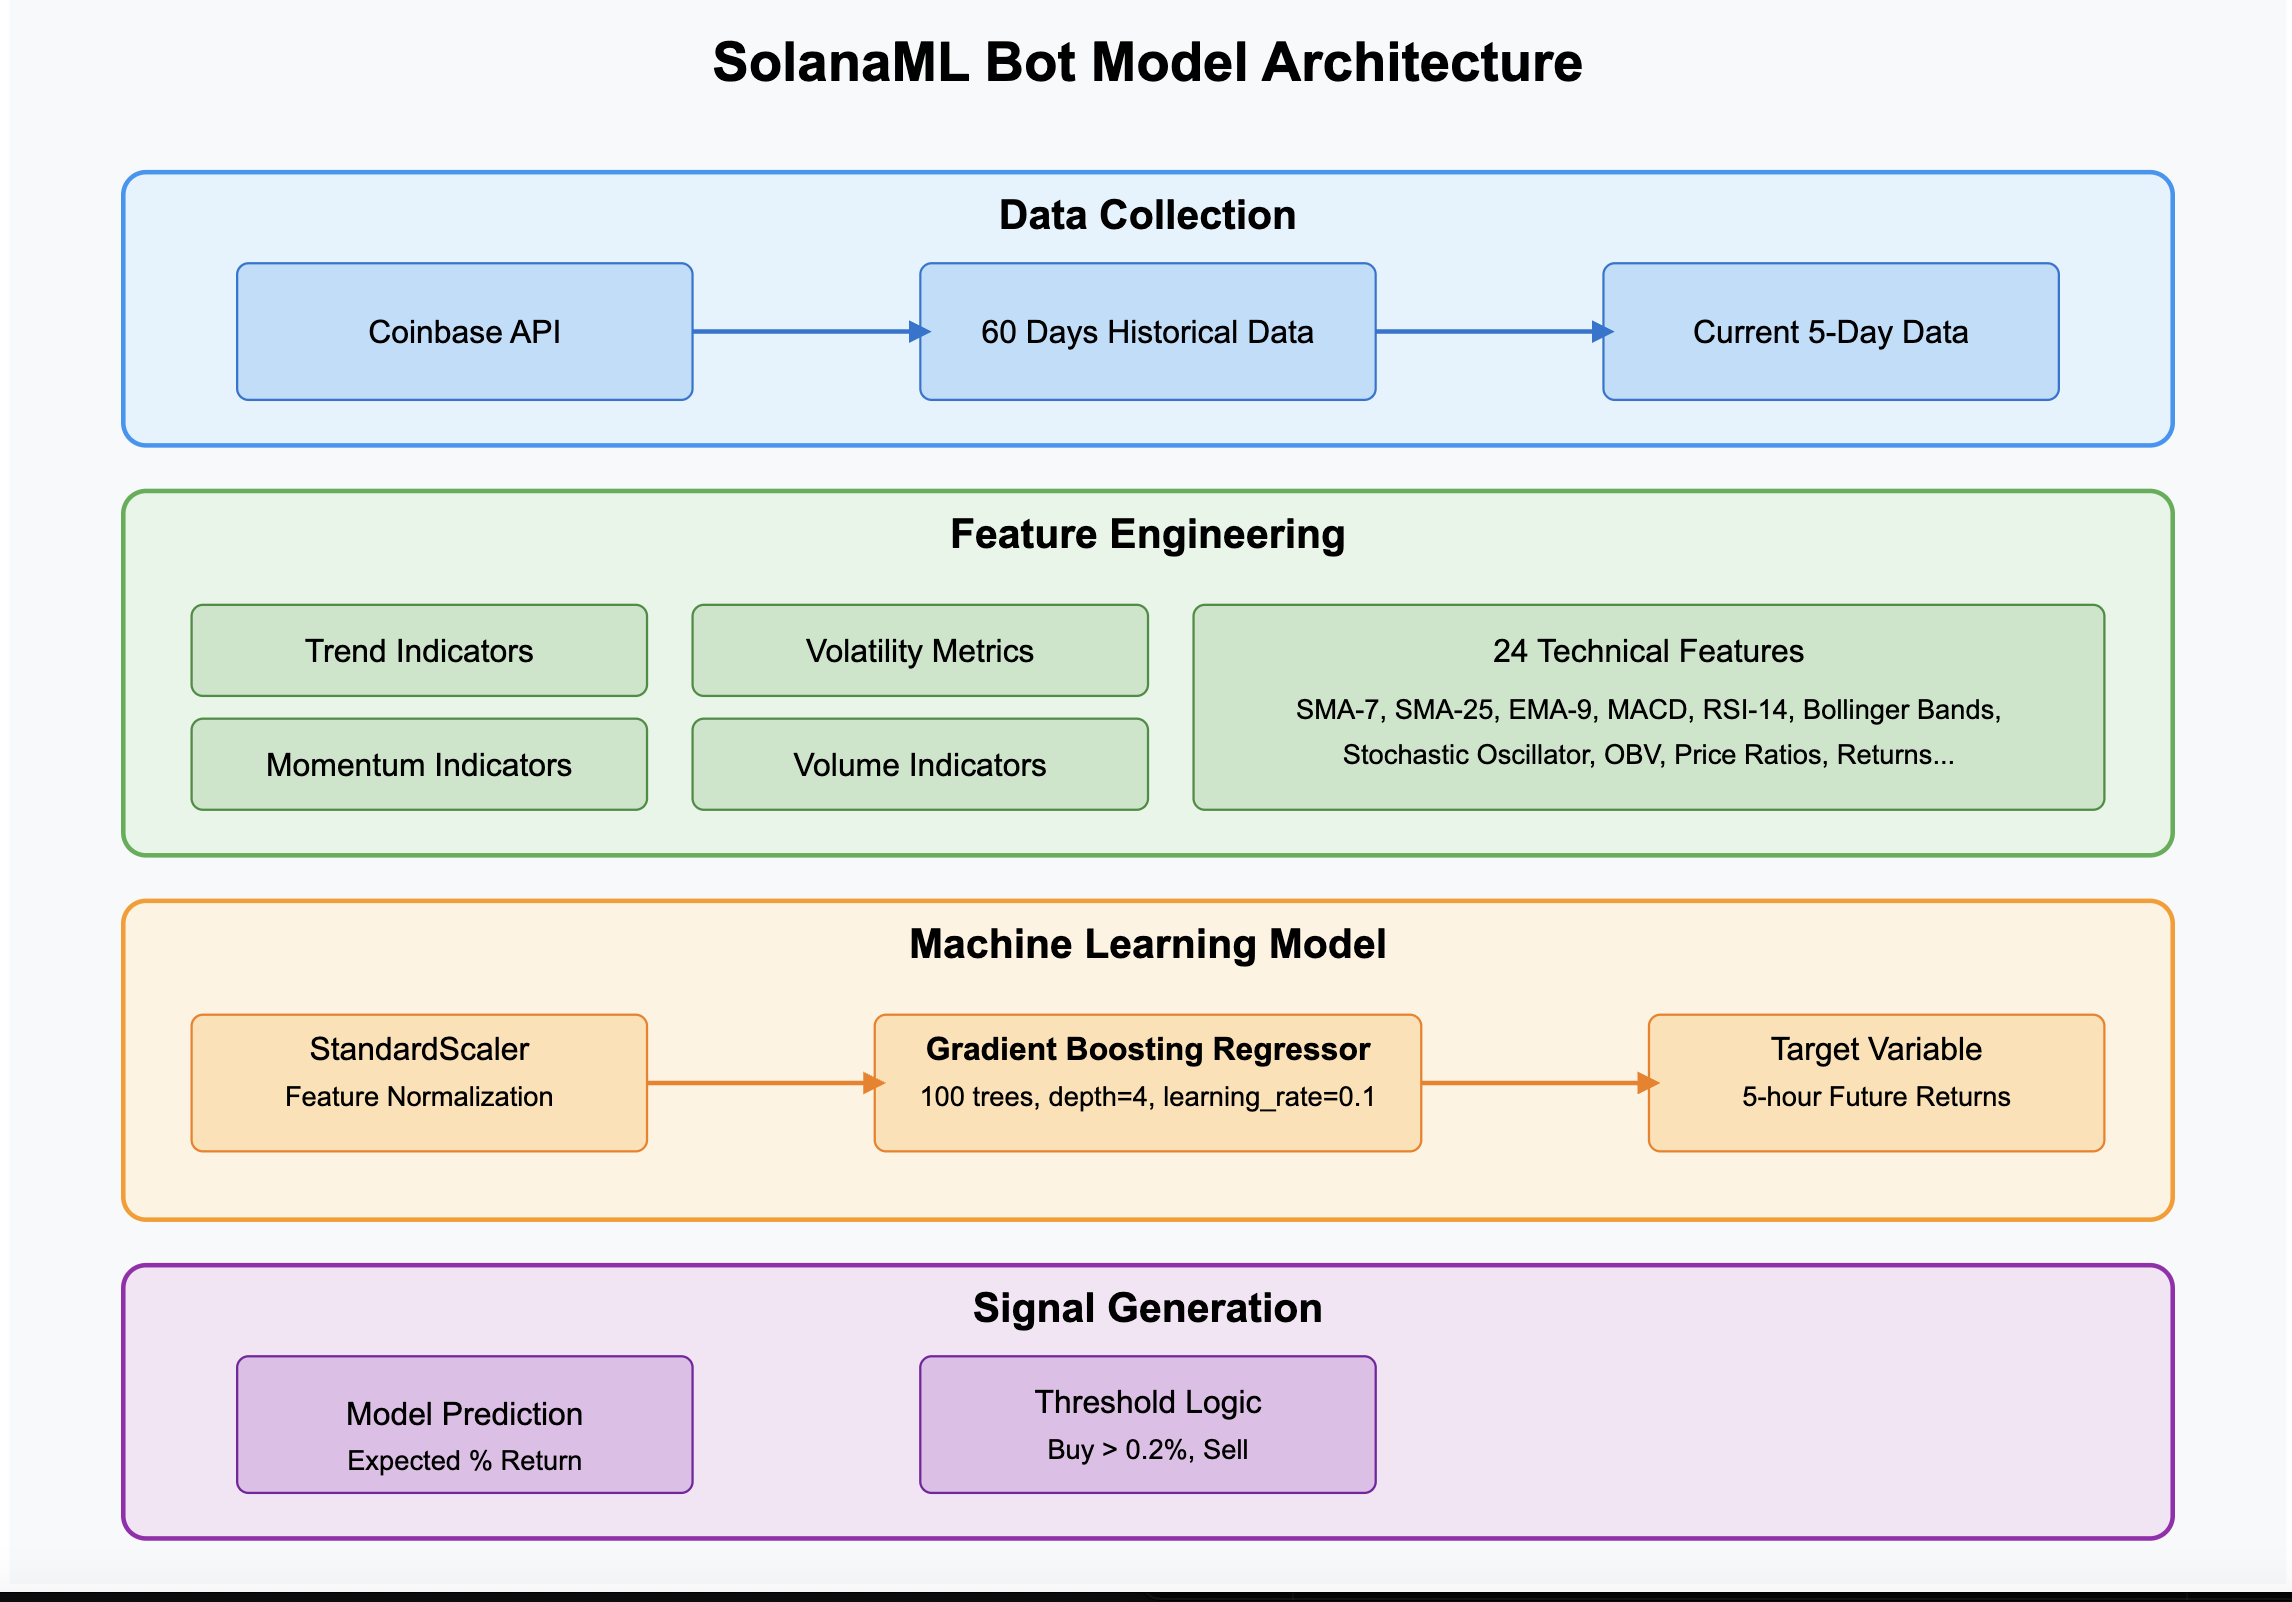 SolanaML Bot Model Architecture
Data Collection
Coinbase API
60 Days Historical Data
Current 5-Day Data
Feature Engineering
Trend Indicators
Volatility Metrics
Momentum Indicators
Volume Indicators
24 Technical Features
SMA-7, SMA-25, EMA-9, MACD, RSI-14, Bollinger Bands,
Stochastic Oscillator, OBV, Price Ratios, Returns...
Machine Learning Model
StandardScaler
Feature Normalization
Gradient Boosting Regressor
100 trees, depth=4, learning_rate=0.1
Target Variable
5-hour Future Returns
Signal Generation
Model Prediction
Expected % Return
Threshold Logic
Buy > 0.2%, Sell